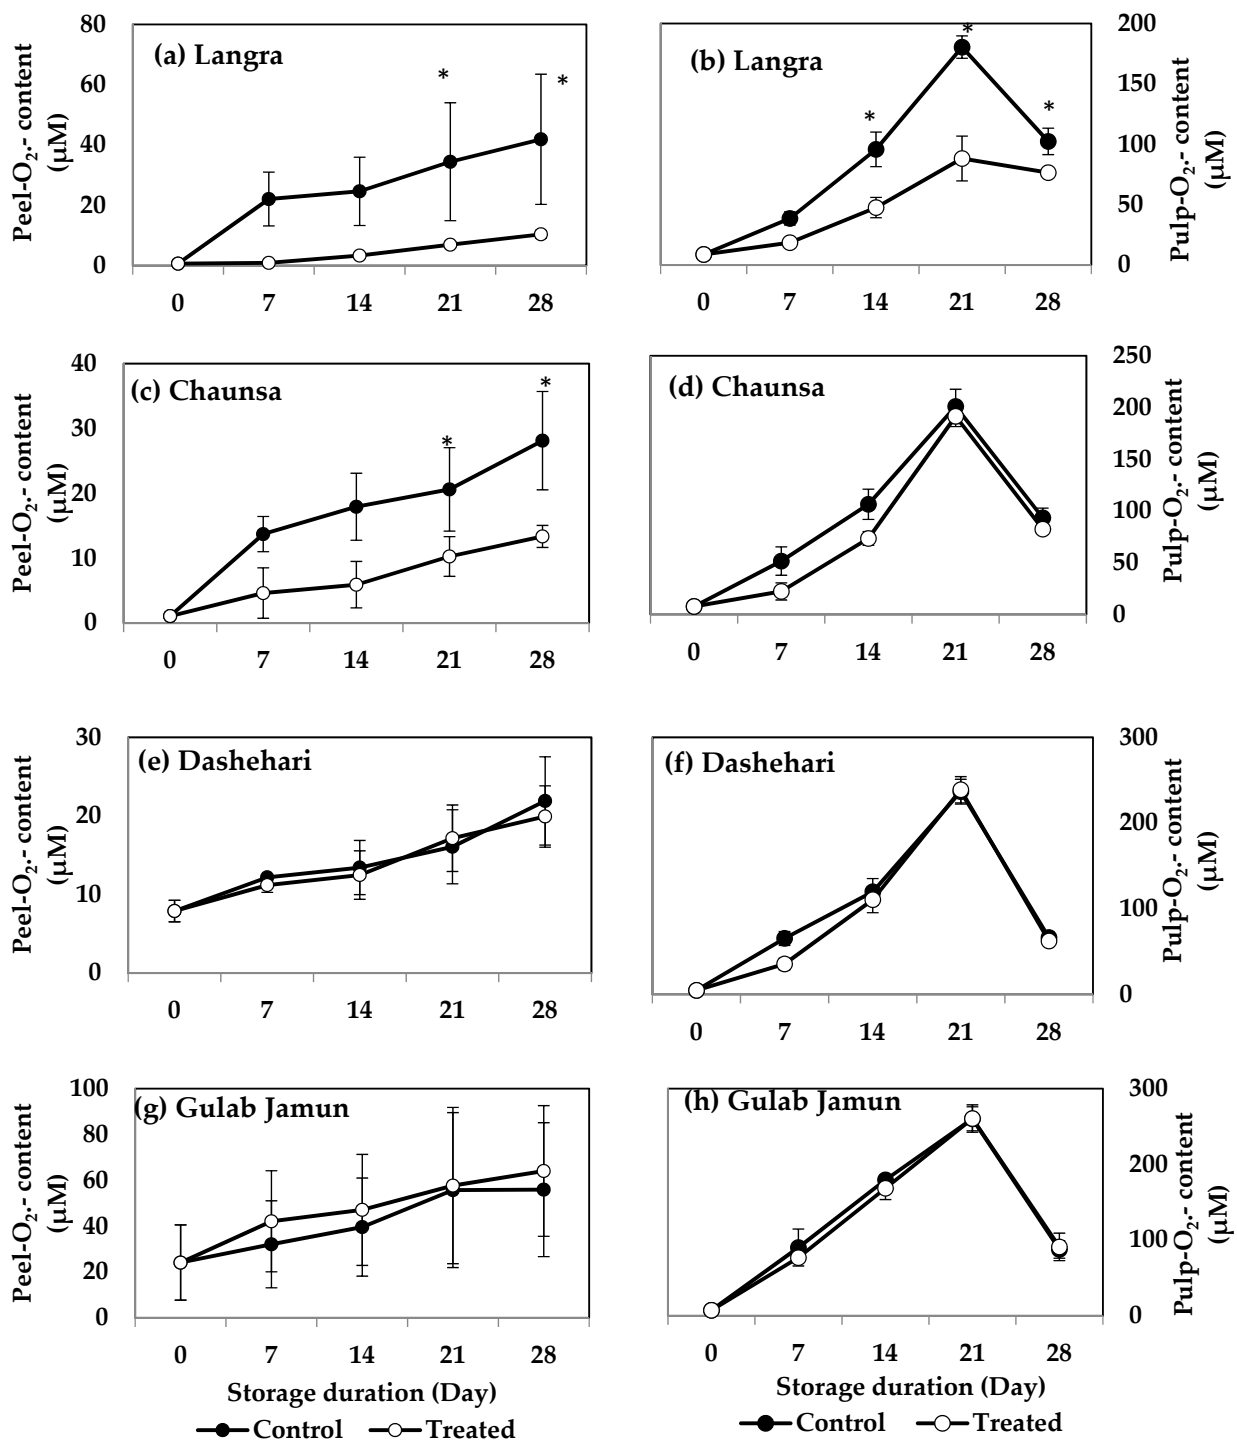 (a) Langra
80
60
40
20
0
Peel-O₂.- content
(µM)
*
*
0 7 14 21 28
(b) Langra
200
150
100
50
0
Pulp-O₂.- content
(µM)
*
*
*
0 7 14 21 28
(c) Chaunsa
40
30
20
10
0
Peel-O₂.- content
(µM)
*
*
0 7 14 21 28
(d) Chaunsa
250
200
150
100
50
0
Pulp-O₂.- content
(µM)
0 7 14 21 28
(e) Dashehari
30
20
10
0
Peel-O₂.- content
(µM)
0 7 14 21 28
(f) Dashehari
300
200
100
0
Pulp-O₂.- content
(µM)
0 7 14 21 28
(g) Gulab Jamun
100
80
60
40
20
0
Peel-O₂.- content
(µM)
0 7 14 21 28
Storage duration (Day)
Control Treated
(h) Gulab Jamun
300
200
100
0
Pulp-O₂.- content
(µM)
0 7 14 21 28
Storage duration (Day)
Control Treated